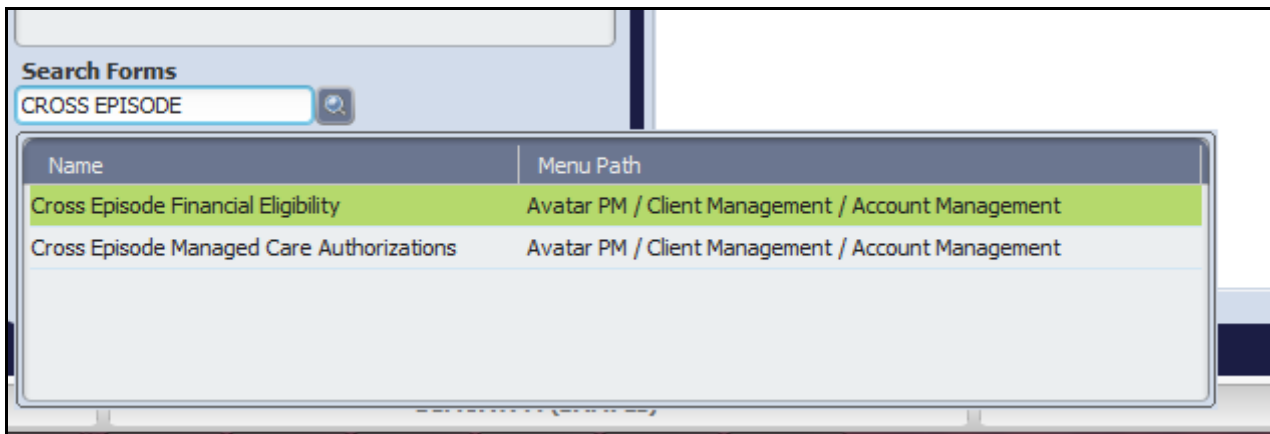 Search Forms
CROSS EPISODE
Name Menu Path
Cross Episode Financial Eligibility Avatar PM / Client Management / Account Management
Cross Episode Managed Care Authorizations Avatar PM / Client Management / Account Management